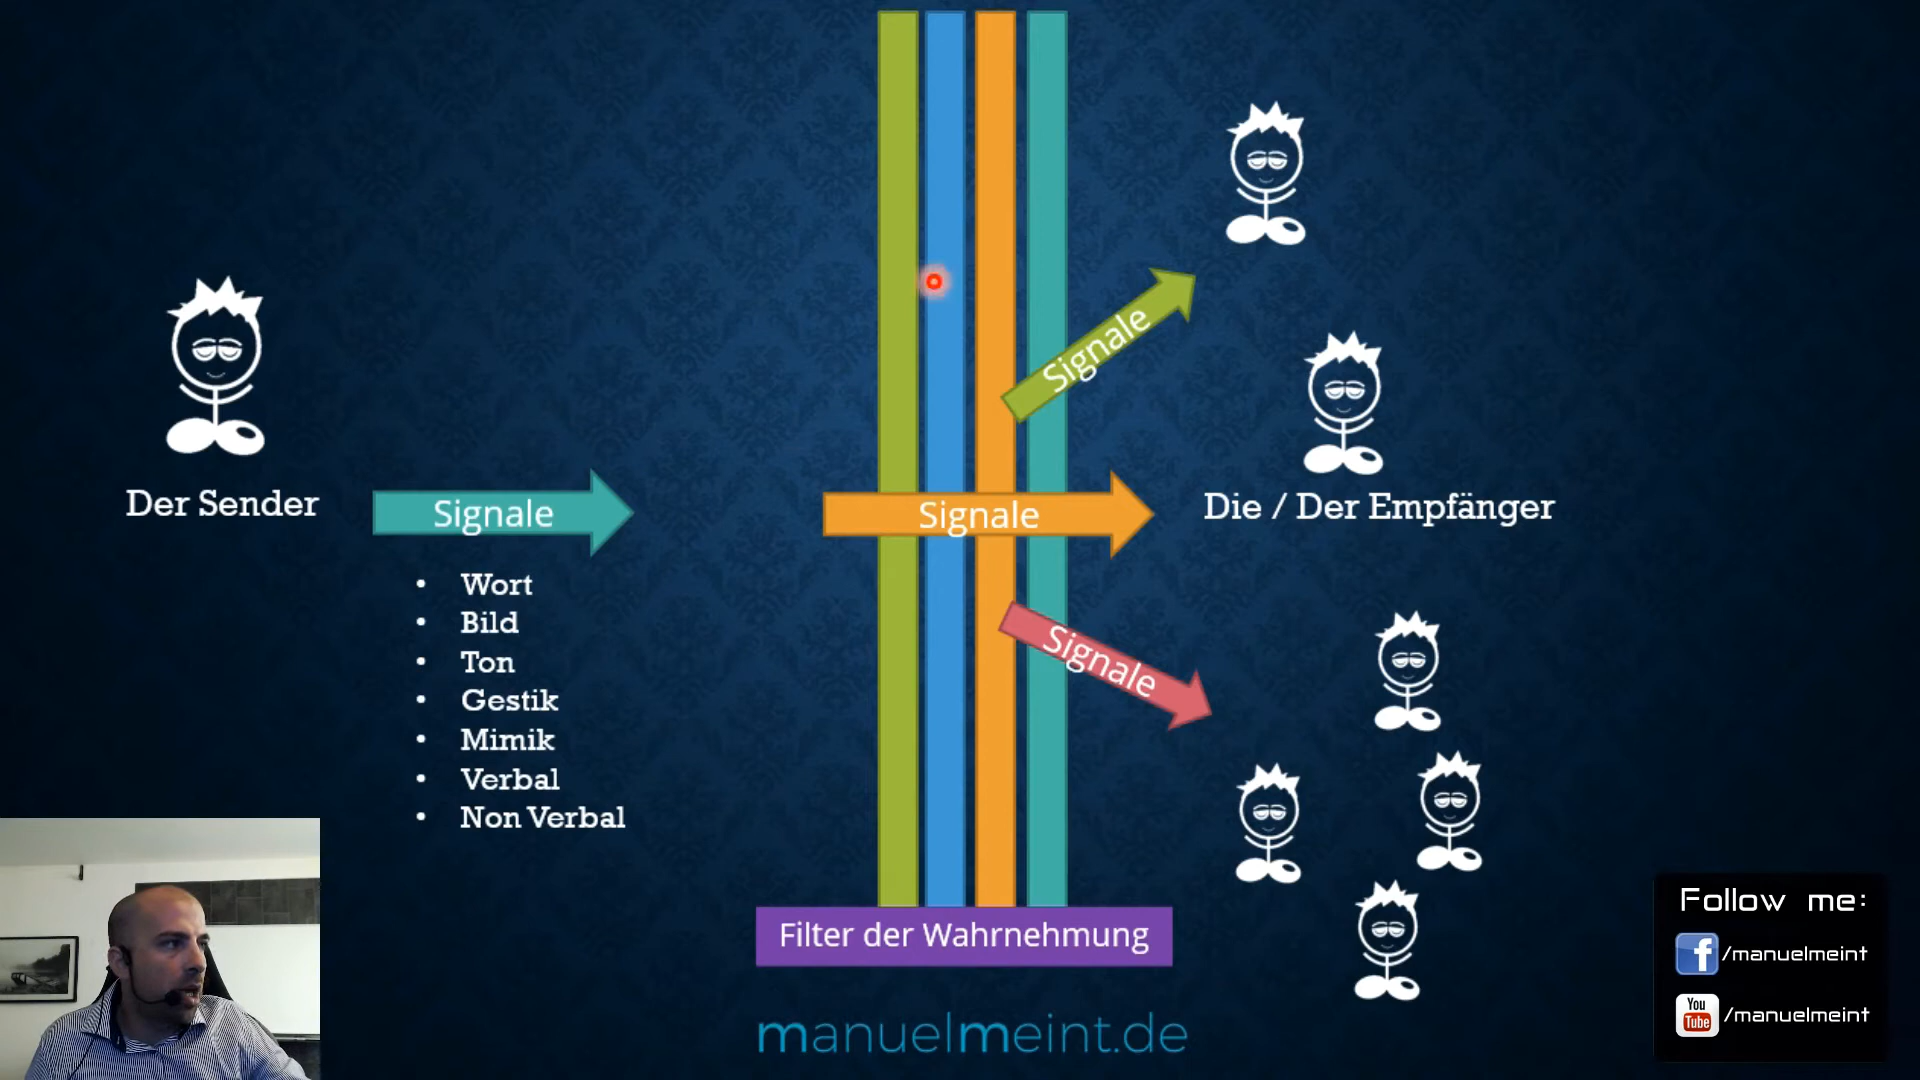 Signale
Der Sender
Signale
Signale
Die / Der Empfänger
• Wort
• Bild
• Ton
• Gestik
• Mimik
• Verbal
• Non Verbal
Signale
Filter der Wahrnehmung
manuelmeint.de
Follow me:
f /manuelmeint
You Tube /manuelmeint